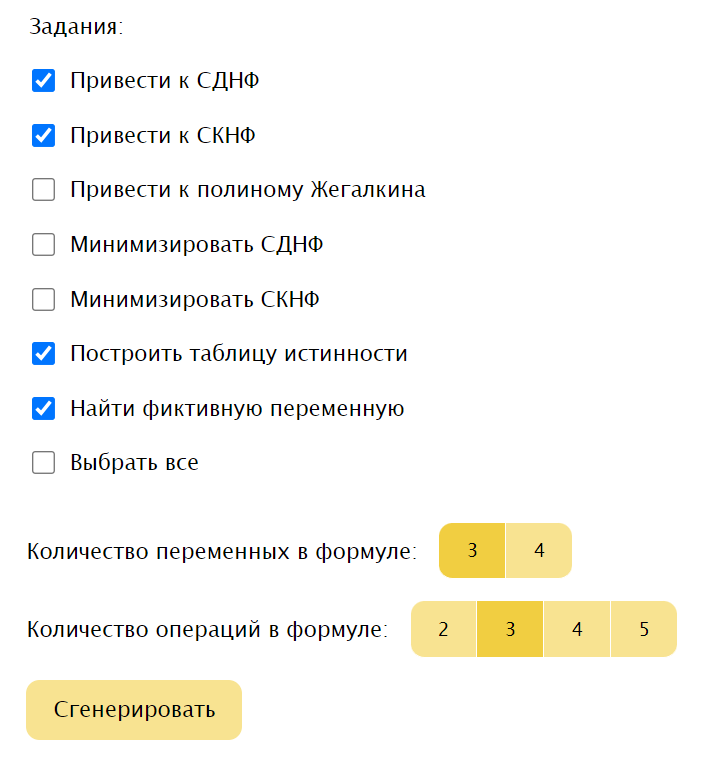 Задания:
Привести к СДНФ
Привести к СКНФ
Привести к полиному Жегалкина
Минимизировать СДНФ
Минимизировать СКНФ
Построить таблицу истинности
Найти фиктивную переменную
Выбрать все
Количество переменных в формуле: 3 4
Количество операций в формуле: 2 3 4 5
Сгенерировать